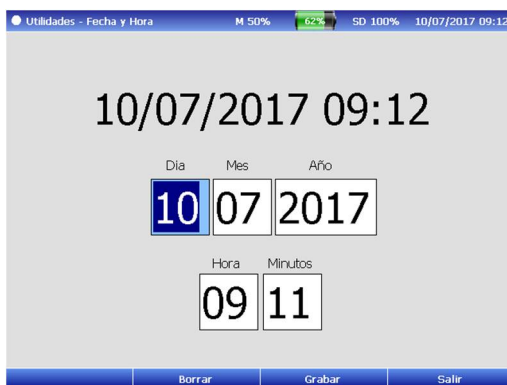 Utilidades - Fecha y Hora M 50% 62% SD 100% 10/07/2017 09:12
10/07/2017 09:12
Dia Mes Año
10 07 2017
Hora Minutos
09 11
Borrar Grabar Salir